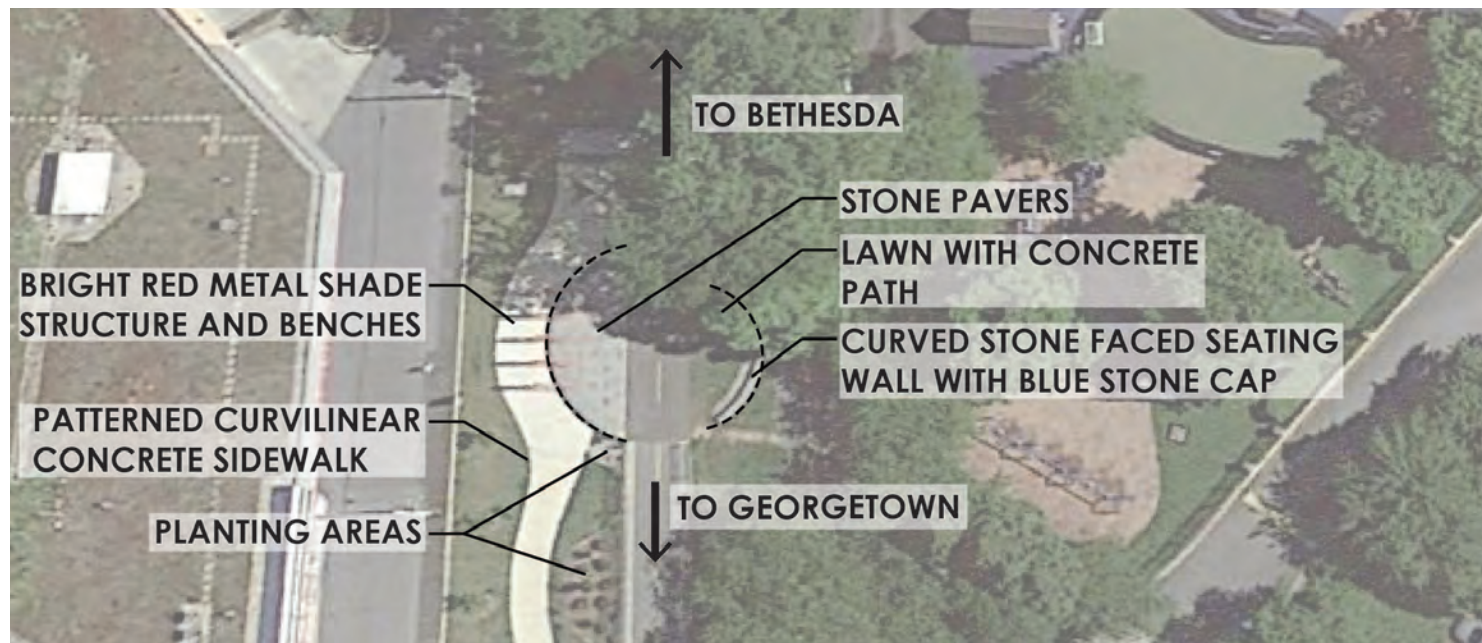 TO BETHESDA
STONE PAVERS
LAWN WITH CONCRETE
PATH
BRIGHT RED METAL SHADE
STRUCTURE AND BENCHES
CURVED STONE FACED SEATING
WALL WITH BLUE STONE CAP
PATTERNED CURVILINEAR
CONCRETE SIDEWALK
TO GEORGETOWN
PLANTING AREAS